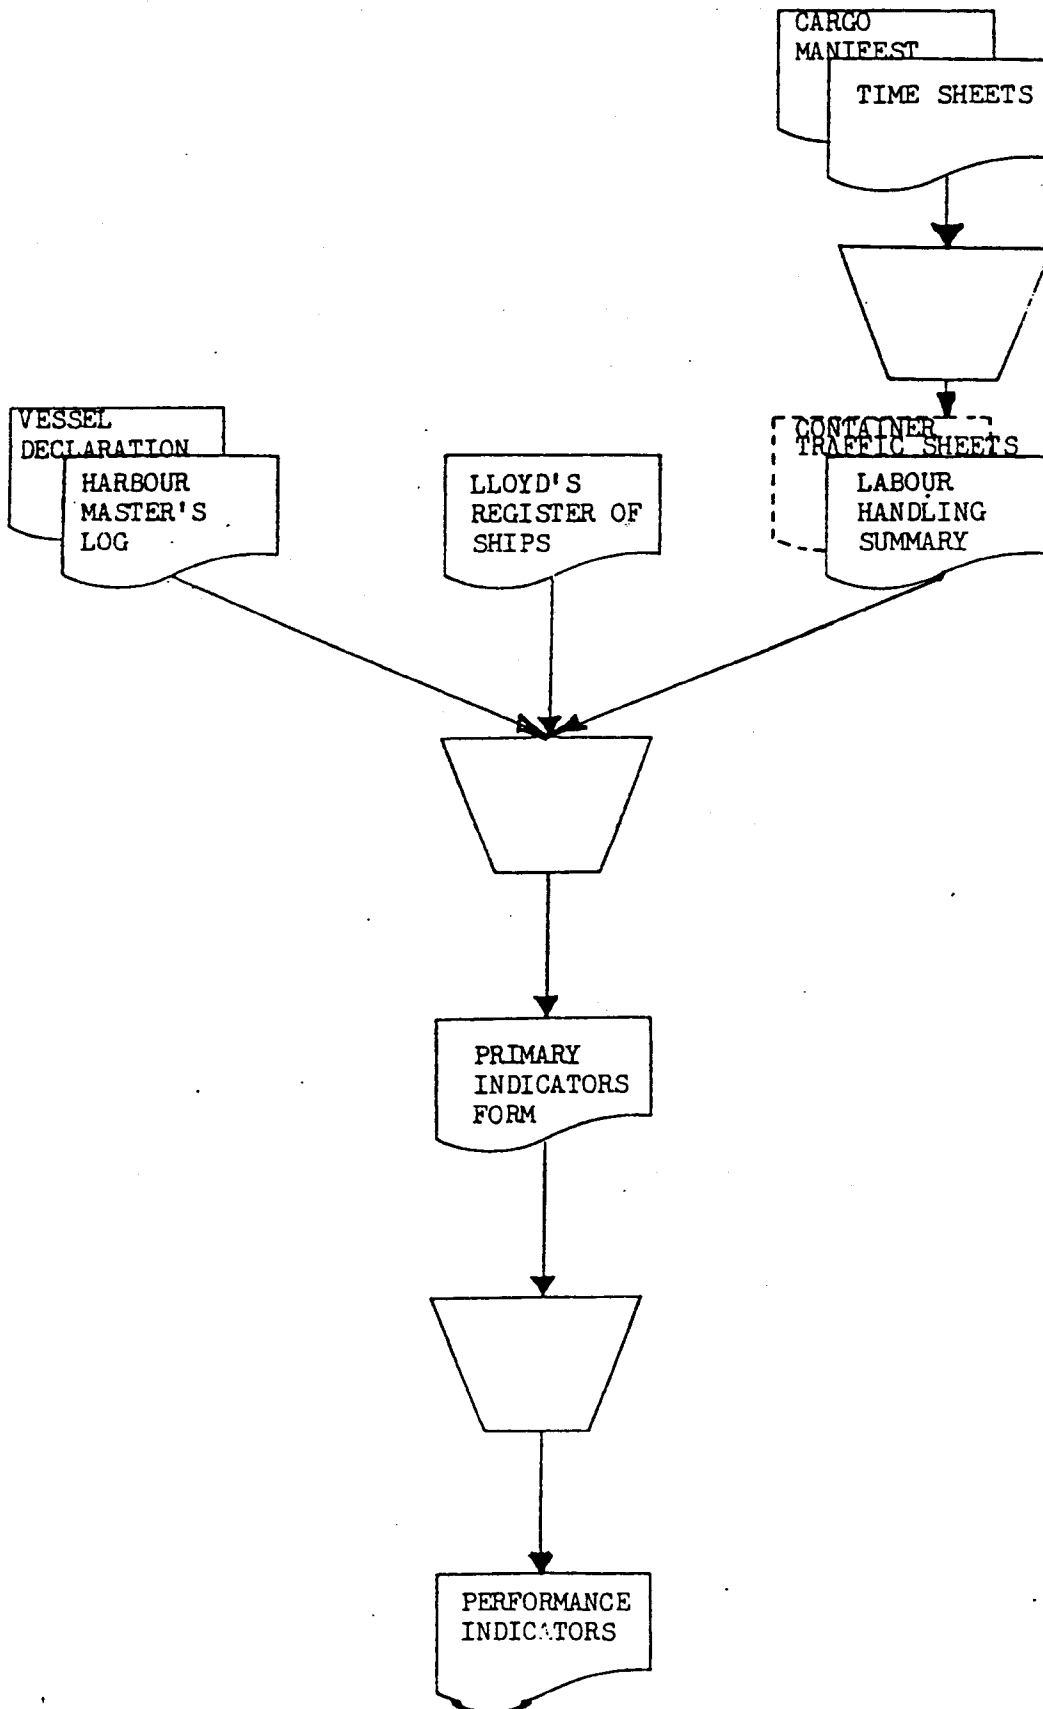 CARGO
MANIFEST
TIME SHEETS
VESSEL
DECLARATION
HARBOUR
MASTER'S
LOG
LLOYD'S
REGISTER OF
SHIPS
CONTAINER
TRAFFIC SHEETS
LABOUR
HANDLING
SUMMARY
PRIMARY
INDICATORS
FORM
PERFORMANCE
INDICATORS